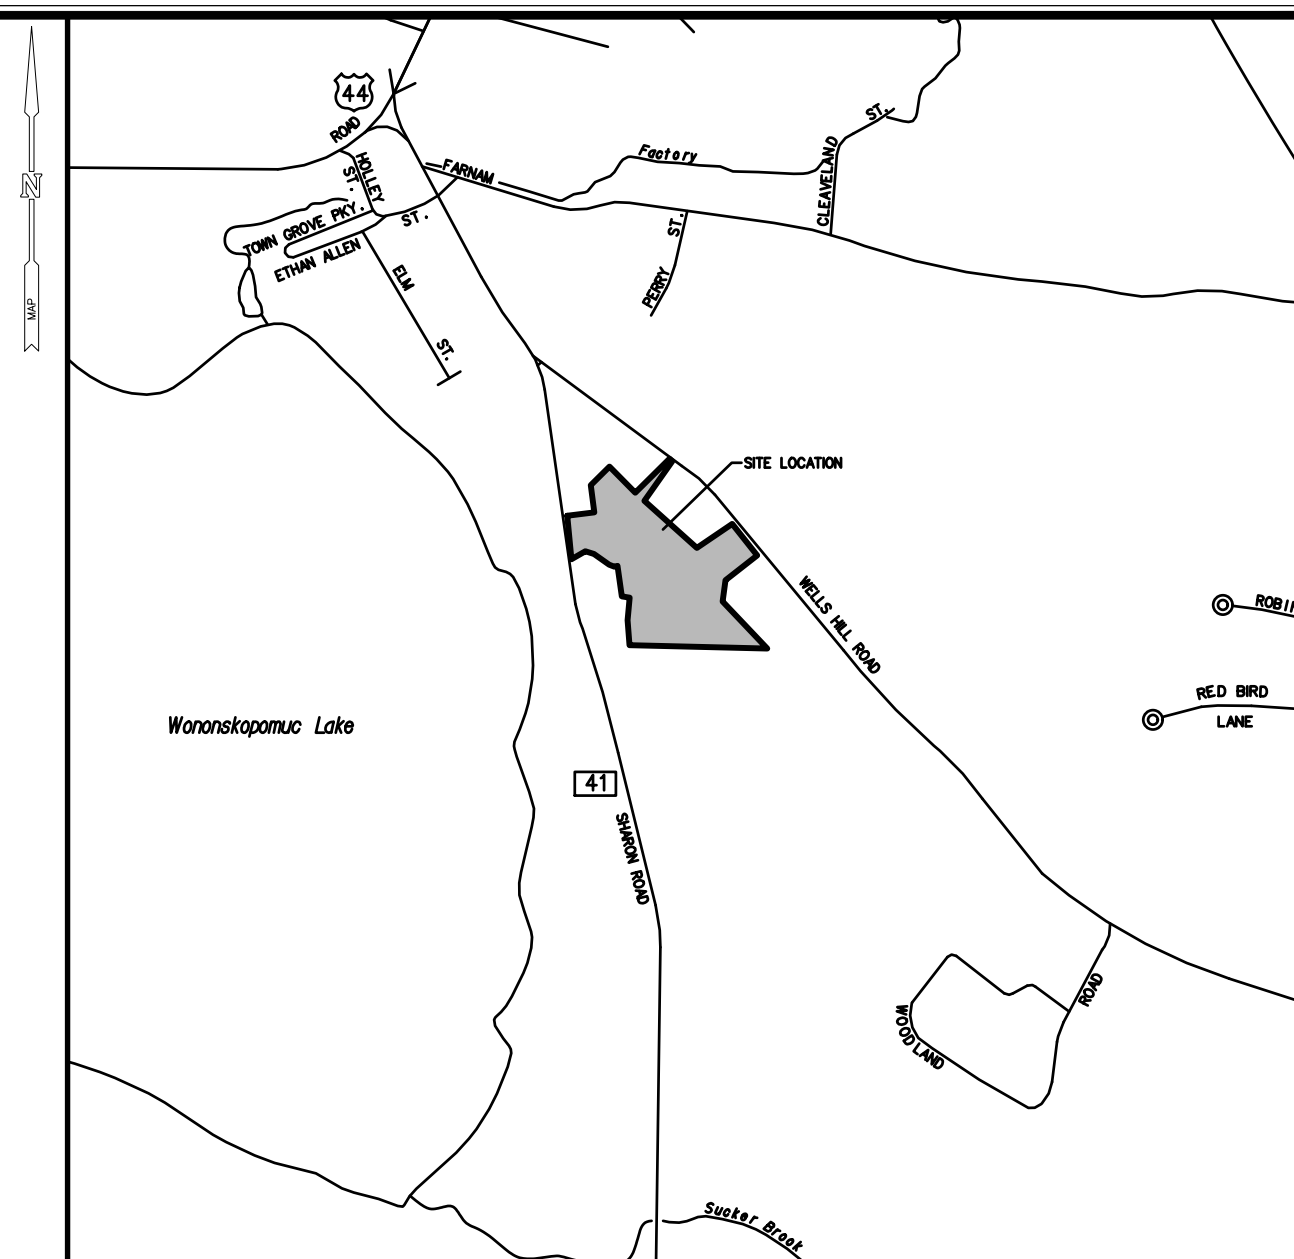 44
ROAD
HOLLEY
ST.
FARNAM
Factory
CLEAVELAND
ST.
N
MAP
TOWN GROVE PKY.
ST.
ETHAN ALLEN
ELM
ST.
PERRY
ST.
SITE LOCATION
WELLS HILL ROAD
RED BIRD
LANE
Wononskopomuc Lake
41
SHARON ROAD
WOODLAND
ROAD
Sucker Brook